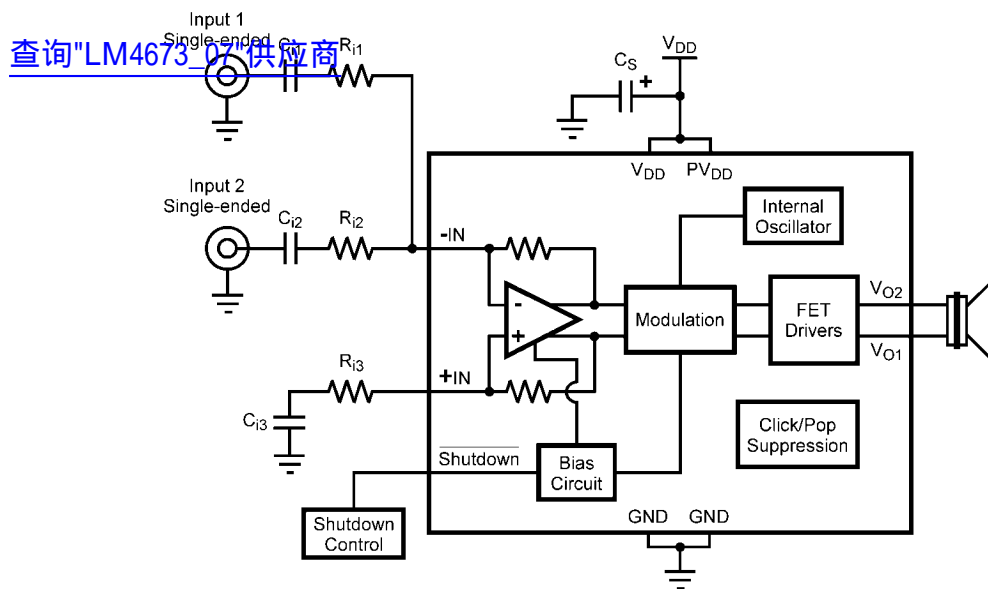 Input 1
Single-ended
查询"LM4673_07"供应商
Ci1
Ri1
VDD
CS
+
VDD
PVDD
Input 2
Single-ended
Ci2
Ri2
-IN
Internal
Oscillator
-
+
Modulation
FET
Drivers
VO2
VO1
Ri3
+IN
Ci3
Click/Pop
Suppression
Shutdown
Bias
Circuit
Shutdown
Control
GND
GND